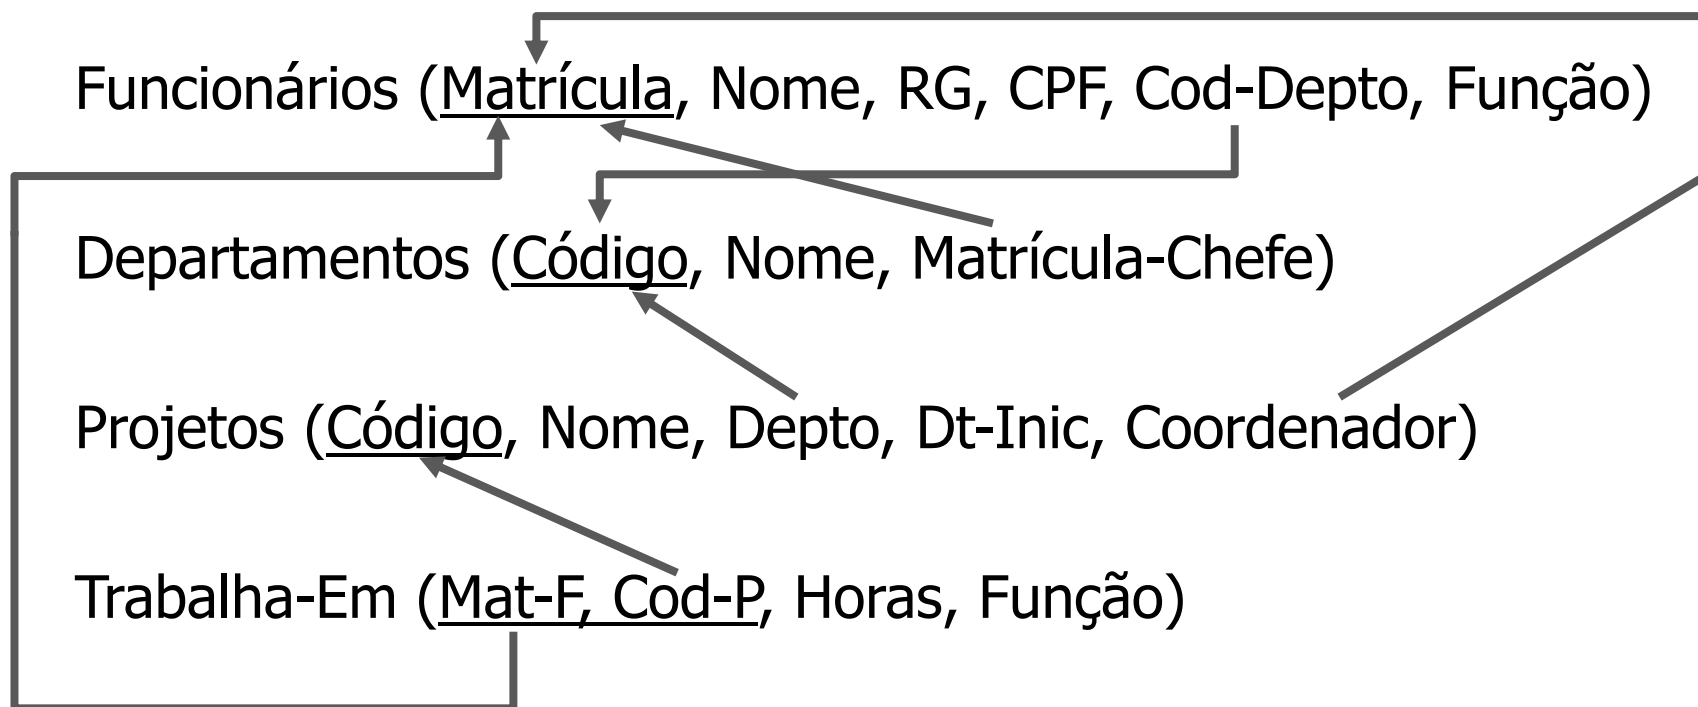 Funcionários (Matrícula, Nome, RG, CPF, Cod-Depto, Função)
Departamentos (Código, Nome, Matrícula-Chefe)
Projetos (Código, Nome, Depto, Dt-Inic, Coordenador)
Trabalha-Em (Mat-F, Cod-P, Horas, Função)